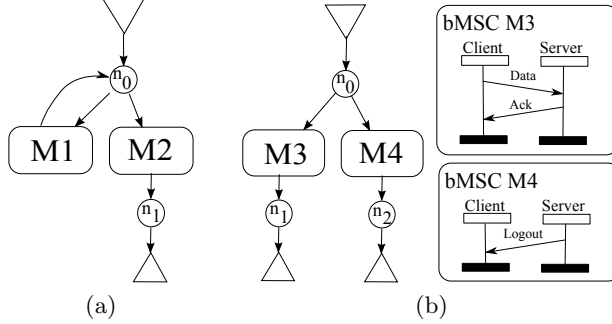 n0
M1
M2
n1
(a)
n0
M3
M4
n1
n2
(b)
bMSC M3
Client Server
Data
Ack
bMSC M4
Client Server
Logout